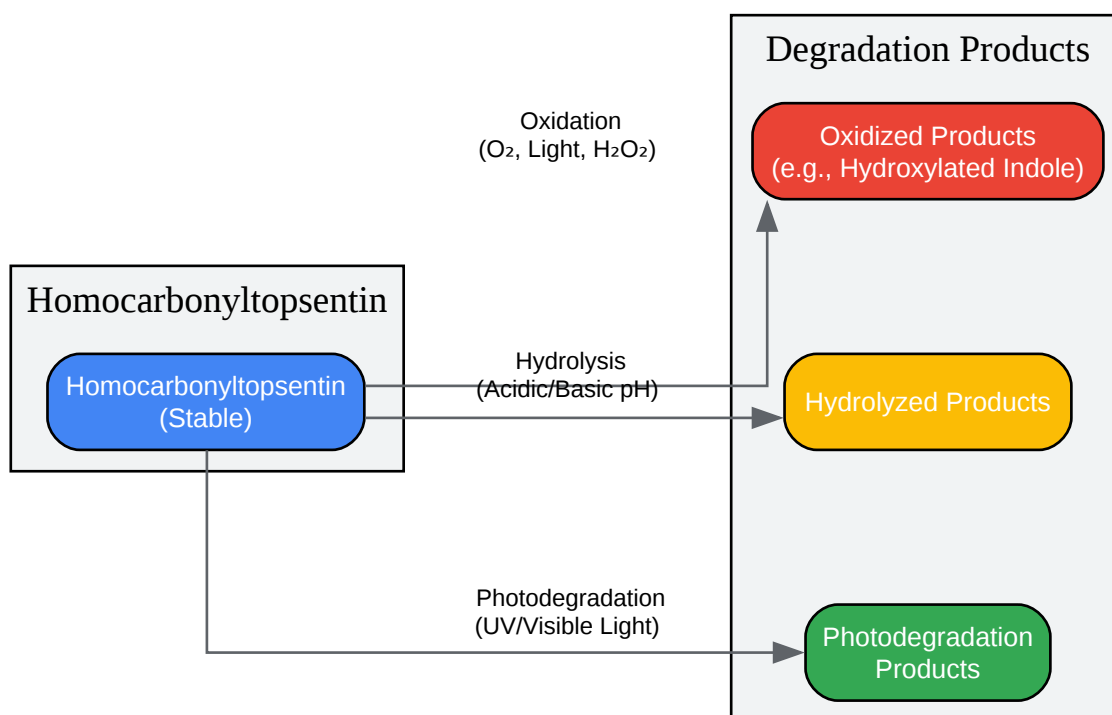 Degradation Products
Oxidation
(O₂, Light, H₂O₂)
Oxidized Products
(e.g., Hydroxylated Indole)
Homocarbonyltopsentin
Homocarbonyltopsentin
(Stable)
Hydrolysis
(Acidic/Basic pH)
Hydrolyzed Products
Photodegradation
(UV/Visible Light)
Photodegradation
Products